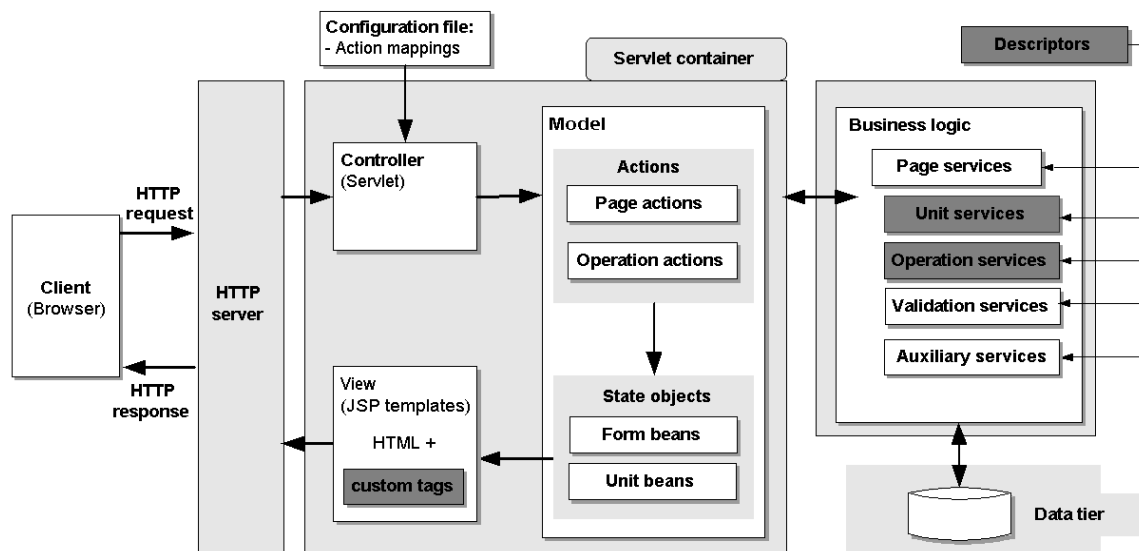 Configuration file:
- Action mappings
Servlet container
Descriptors
Model
Business logic
Controller
(Servlet)
Actions
Page actions
Operation actions
Page services
Unit services
Operation services
Validation services
Auxiliary services
HTTP
request
Client
(Browser)
HTTP
server
HTTP
response
View
(JSP templates)
HTML +
custom tags
State objects
Form beans
Unit beans
Data tier